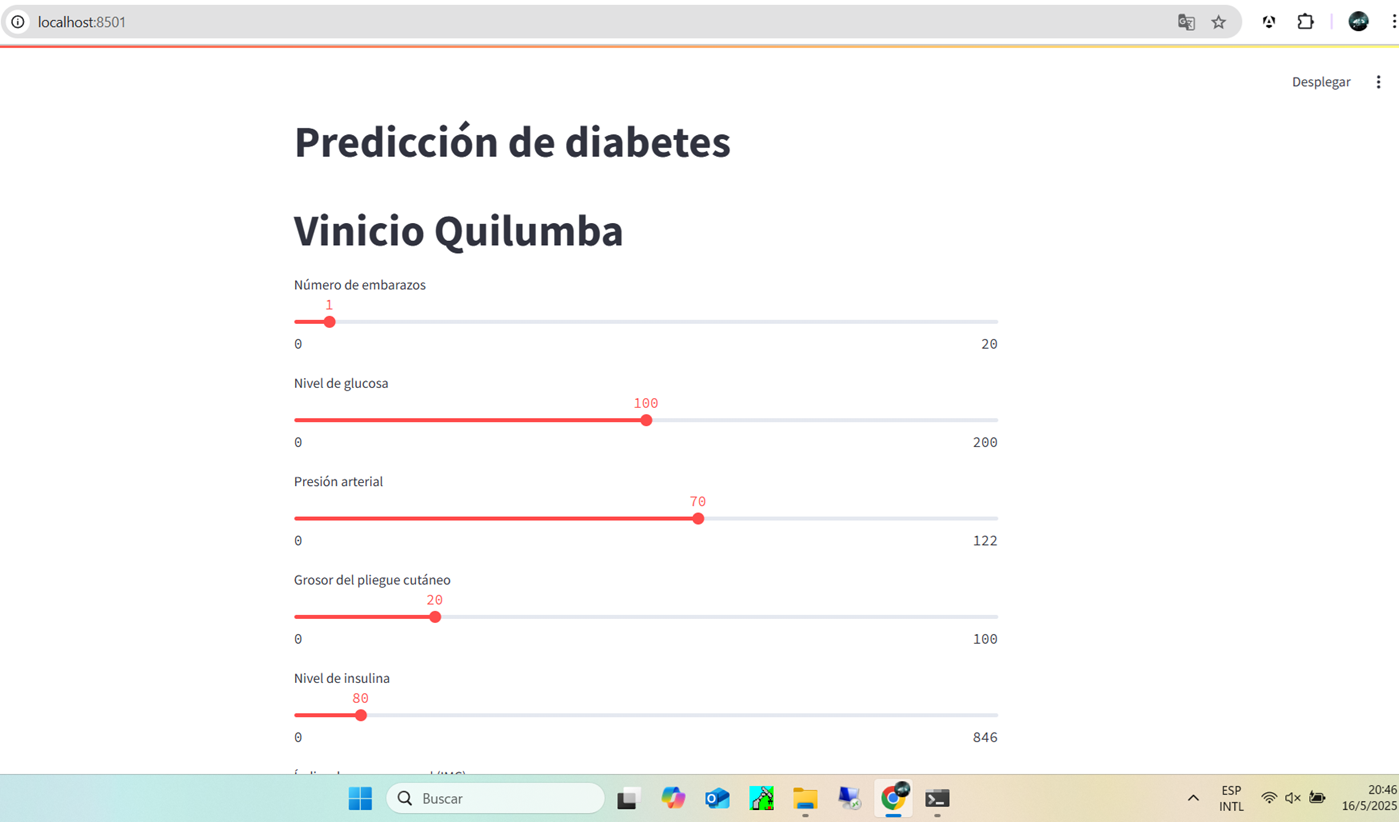 localhost:8501
Desplegar
Predicción de diabetes
Vinicio Quilumba
Número de embarazos
1
0 20
Nivel de glucosa
100
0 200
Presión arterial
70
0 122
Grosor del pliegue cutáneo
20
0 100
Nivel de insulina
80
0 846
Buscar
ESP
INTL
20:46
16/5/2025